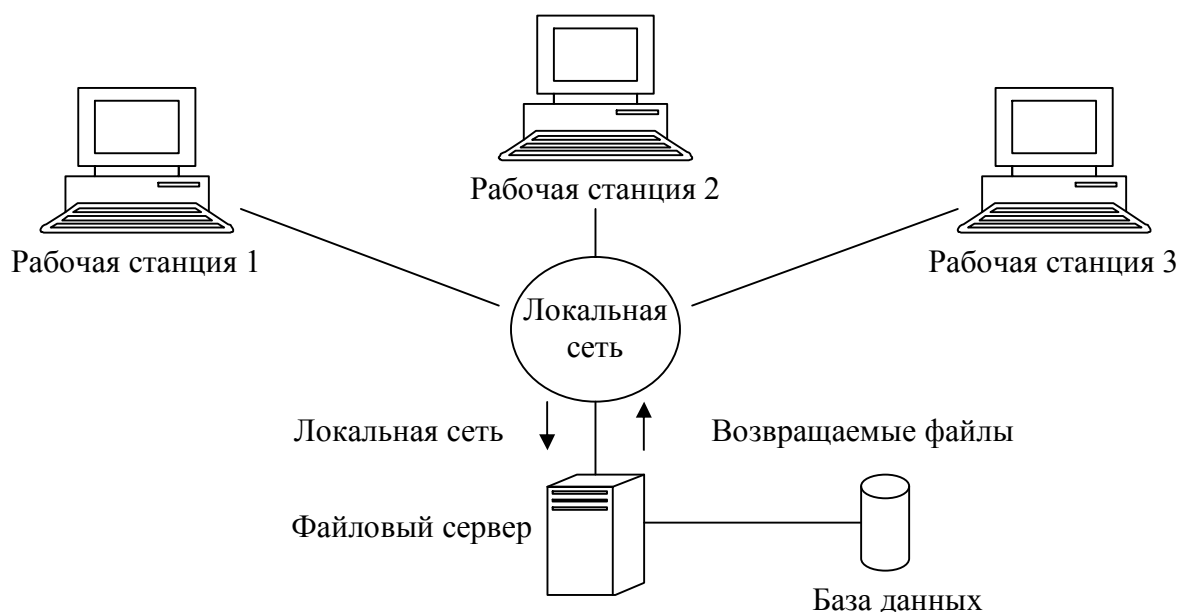 Рабочая станция 2
Рабочая станция 1
Рабочая станция 3
Локальная
сеть
Локальная сеть
Возвращаемые файлы
Файловый сервер
База данных